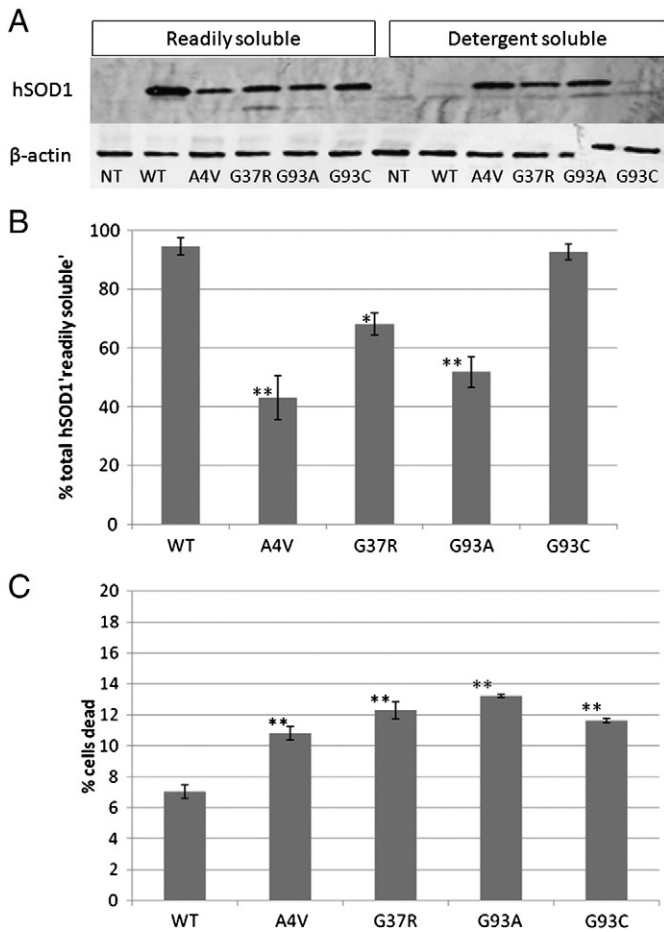 A
Readily soluble Detergent soluble
hSOD1
β-actin
NT WT A4V G37R G93A G93C NT WT A4V G37R G93A G93C
B
% total hSOD1'readily soluble'
100
80
60
40
20
0
** * **
WT A4V G37R G93A G93C
C
% cells dead
20
18
16
14
12
10
8
6
4
2
0
** ** ** **
WT A4V G37R G93A G93C